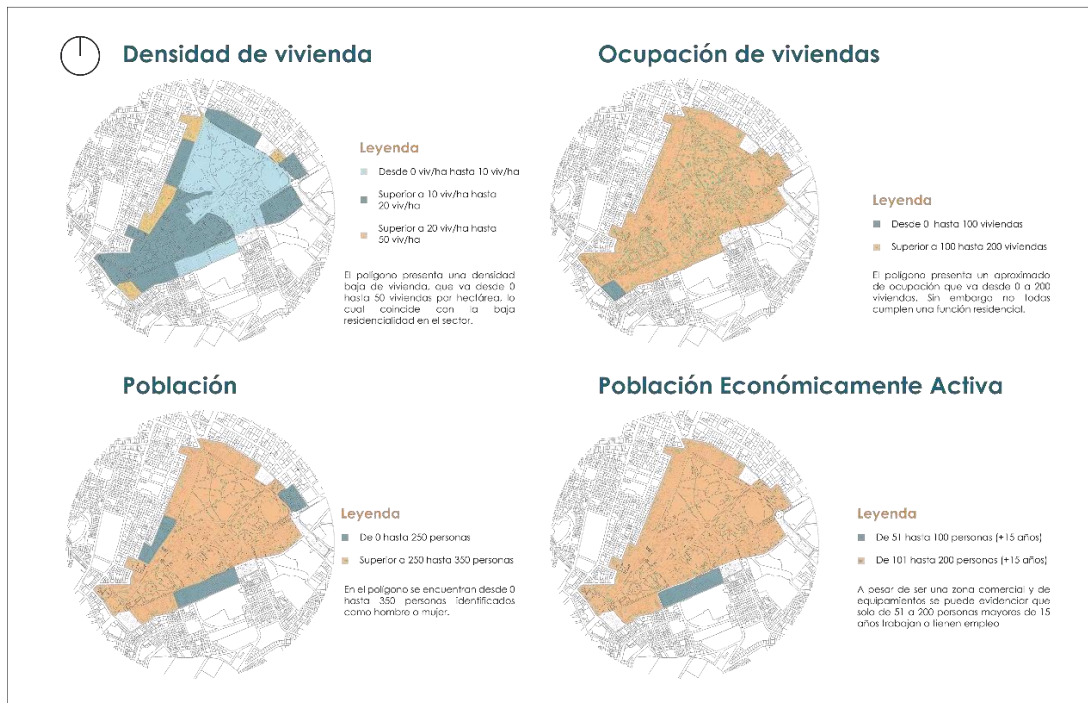 Densidad de vivienda
Leyenda
Desde 0 viv/ha hasta 10 viv/ha
Superior a 10 viv/ha hasta
20 viv/ha
Superior a 20 viv/ha hasta
50 viv/ha
El polígono presenta una densidad
baja de vivienda, que va desde 0
hasta 50 viviendas por hectárea, lo
cual coincide con la baja
residencialidad en el sector.
Ocupación de viviendas
Leyenda
Desde 0 hasta 100 viviendas
Superior a 100 hasta 200 viviendas
El polígono presenta un aproximado
de ocupación que va desde 0 a 200
viviendas. Sin embargo no todas
cumplen una función residencial.
Población
Leyenda
De 0 hasta 250 personas
Superior a 250 hasta 350 personas
En el polígono se encuentran desde 0
hasta 350 personas identificados
como hombre o mujer.
Población Económicamente Activa
Leyenda
De 51 hasta 100 personas (+15 años)
De 101 hasta 200 personas (+15 años)
A pesar de ser una zona comercial y de
equipamientos se puede evidenciar que
solo de 51 a 200 personas mayores de 15
años trabajan o tienen empleo